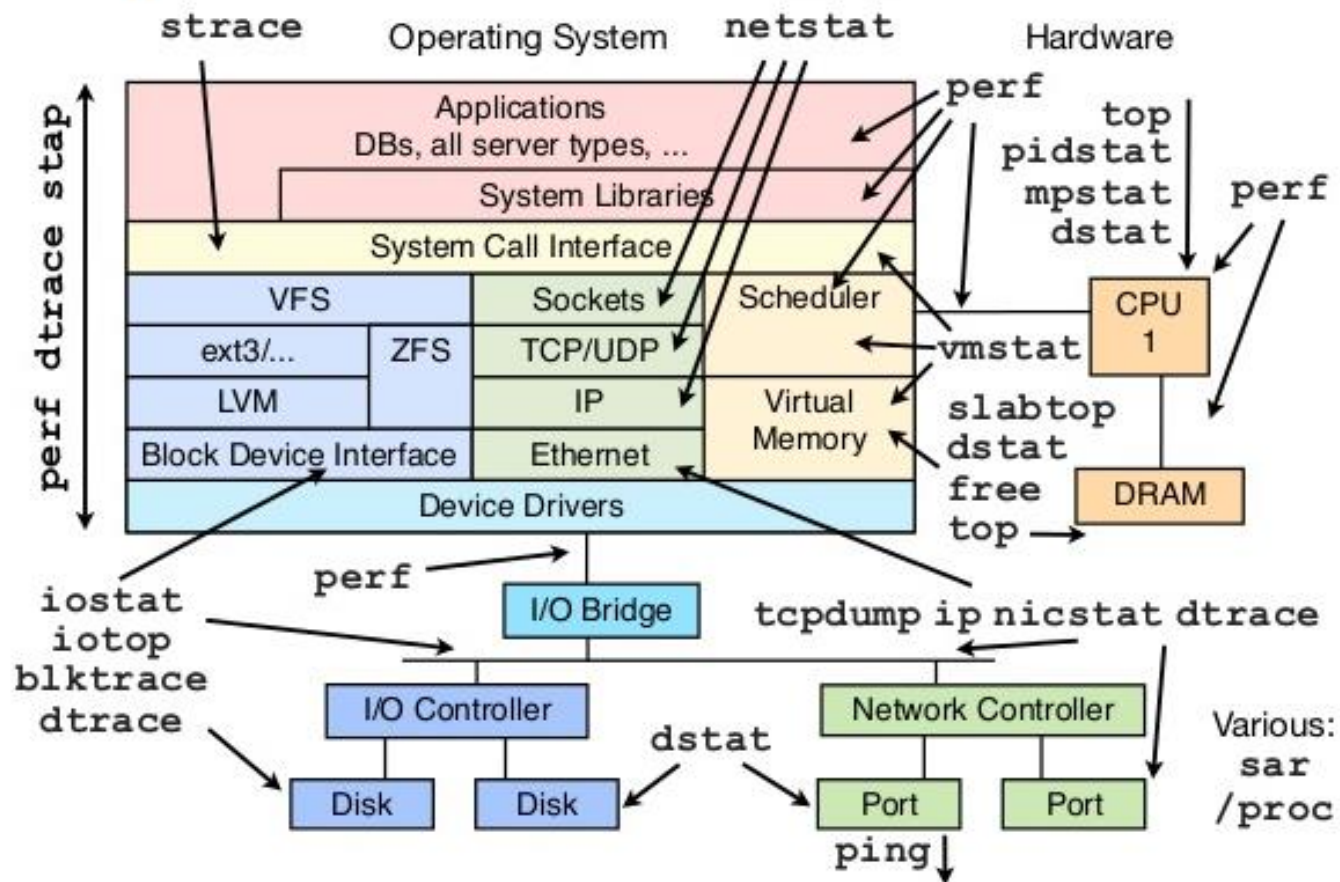 strace
Operating System
netstat
Hardware
perf
Applications
DBs, all server types, ...
System Libraries
System Call Interface
perf dtrace stap
top
pidstat
mpstat
dstat
perf
VFS
Sockets
Scheduler
CPU
1
ext3/...
ZFS
TCP/UDP
vmstat
LVM
IP
Virtual
Memory
Block Device Interface
Ethernet
slabtop
dstat
free
top
DRAM
Device Drivers
perf
I/O Bridge
iostat
iotop
blktrace
dtrace
tcpdump ip nicstat dtrace
I/O Controller
Network Controller
dstat
Various:
sar
/proc
Disk
Disk
Port
Port
ping